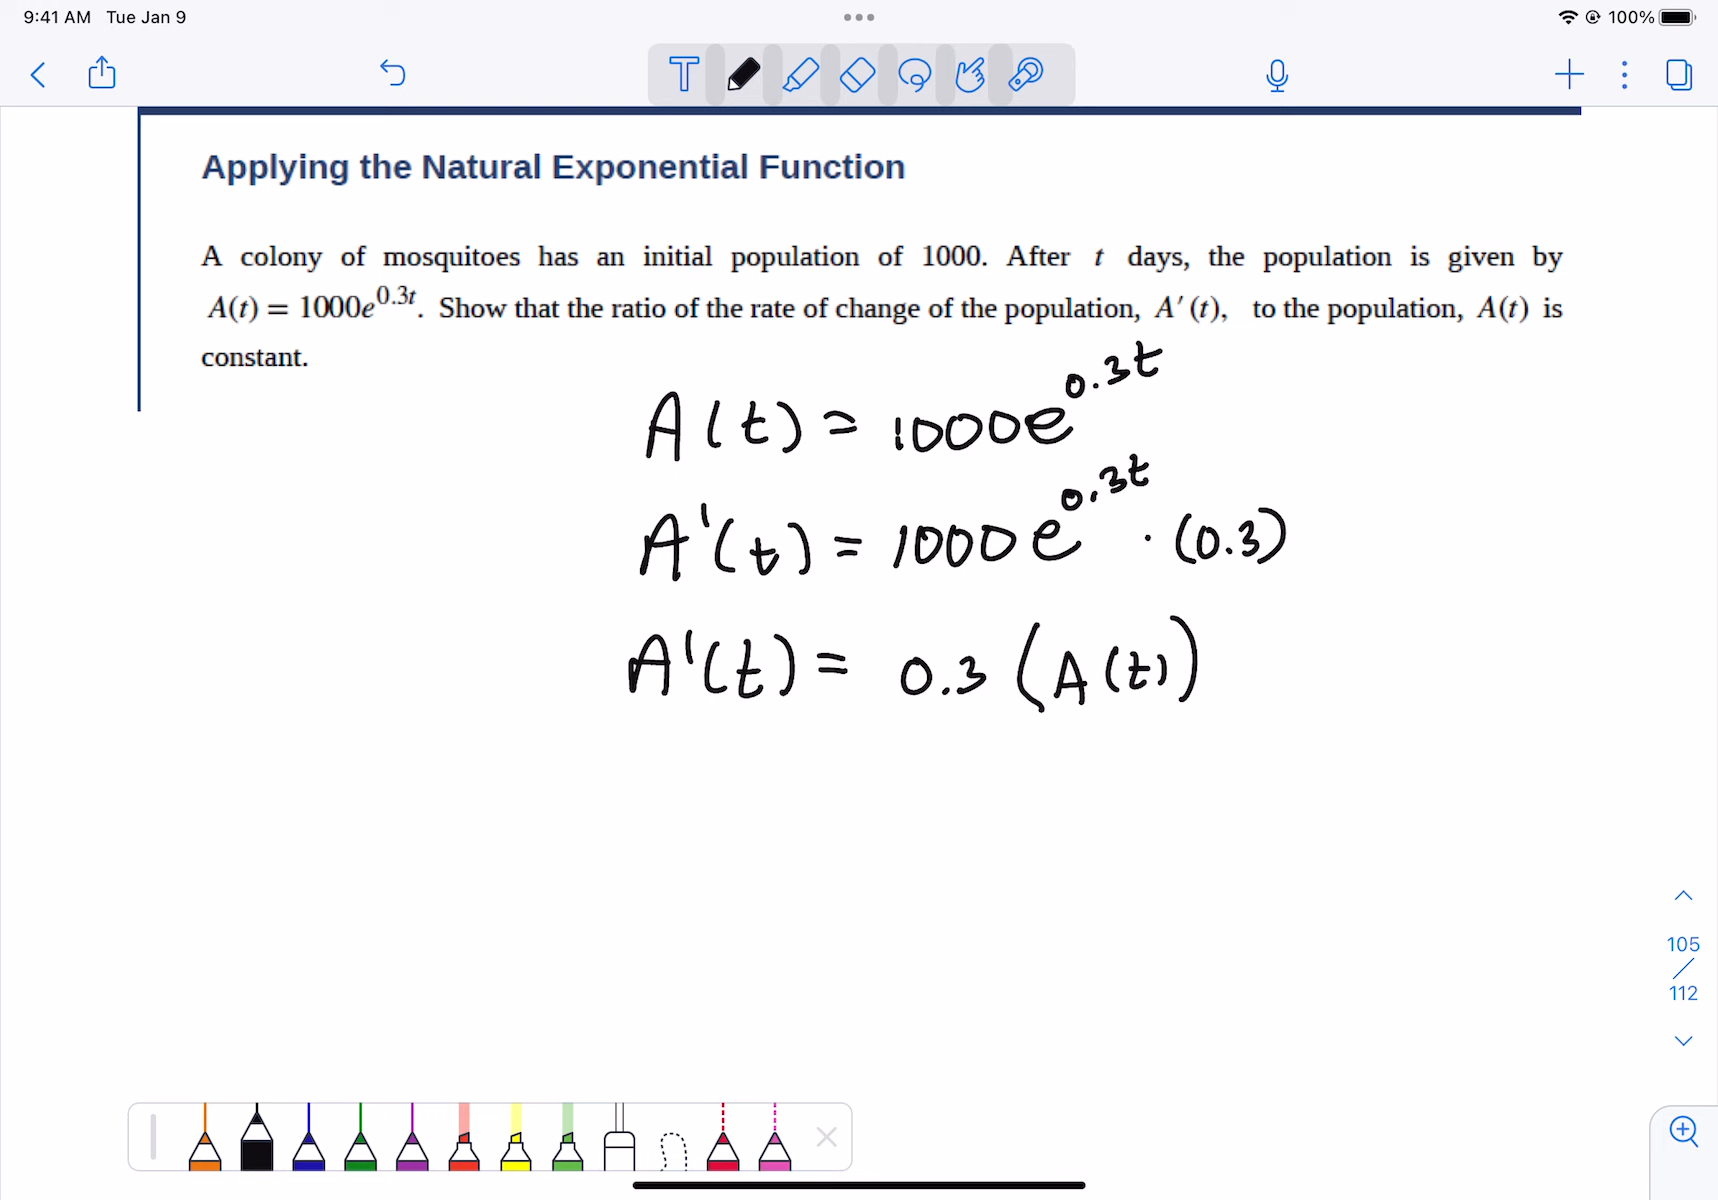 9:41 AM Tue Jan 9
100%
Applying the Natural Exponential Function
A colony of mosquitoes has an initial population of 1000. After t days, the population is given by
A(t) = 1000e^{0.3t}. Show that the ratio of the rate of change of the population, A′(t), to the population, A(t) is
constant.
A(t) = 1000e^{0.3t}
A'(t) = 1000e^{0.3t} · (0.3)
A'(t) = 0.3 (A(t))
105
/
112